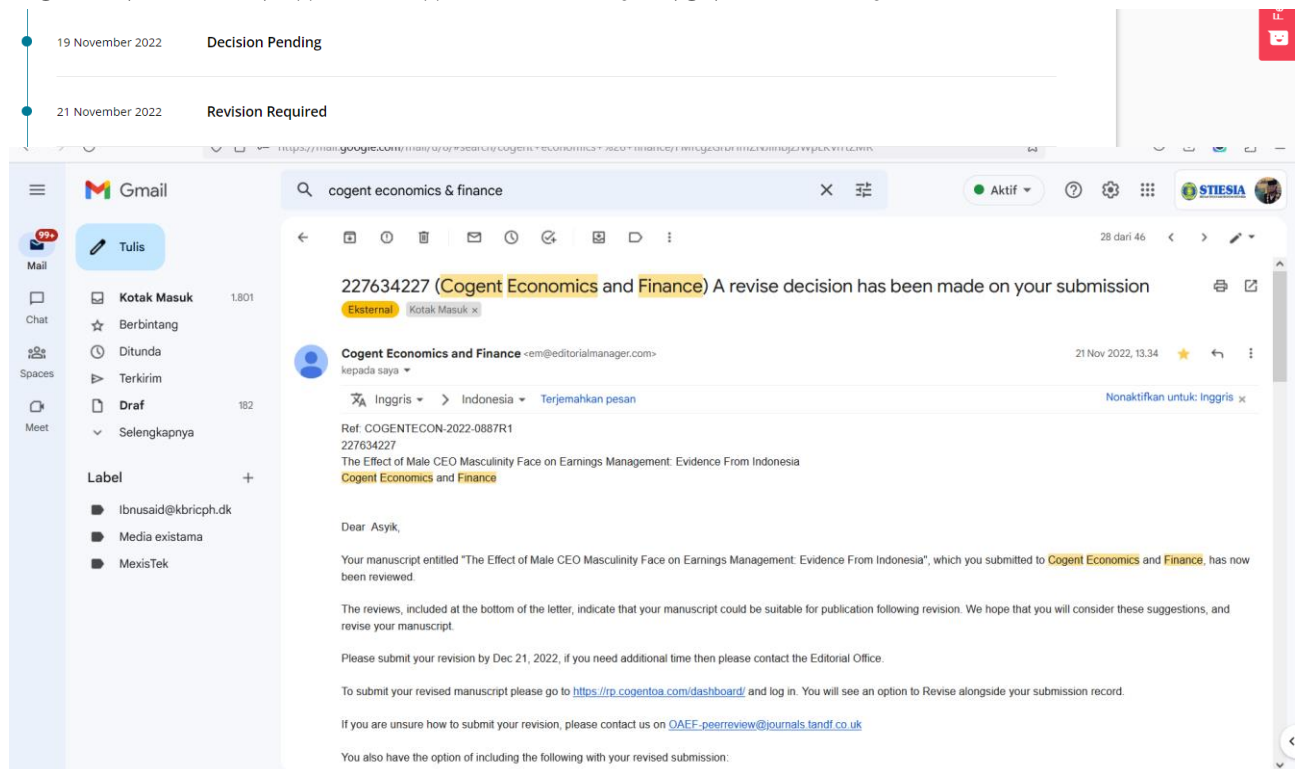 19 November 2022 Decision Pending
21 November 2022 Revision Required
Gmail
cogent economics & finance
Aktif
STIESIA
99+
Mail
Chat
Spaces
Meet
Tulis
Kotak Masuk 1.801
Berbintang
Ditunda
Terkirim
Draf 182
Selengkapnya
Label
Ibnusaid@kbricph.dk
Media existama
MexisTek
28 dari 46
227634227 (Cogent Economics and Finance) A revise decision has been made on your submission
Eksternal Kotak Masuk ×
Cogent Economics and Finance <em@editorialmanager.com> 21 Nov 2022, 13.34
kepada saya
Inggris > Indonesia Terjemahkan pesan Nonaktifkan untuk: Inggris ×
Ref: COGENTECON-2022-0887R1
227634227
The Effect of Male CEO Masculinity Face on Earnings Management: Evidence From Indonesia
Cogent Economics and Finance
Dear Asyik,
Your manuscript entitled "The Effect of Male CEO Masculinity Face on Earnings Management: Evidence From Indonesia", which you submitted to Cogent Economics and Finance, has now
been reviewed.
The reviews, included at the bottom of the letter, indicate that your manuscript could be suitable for publication following revision. We hope that you will consider these suggestions, and
revise your manuscript.
Please submit your revision by Dec 21, 2022, if you need additional time then please contact the Editorial Office.
To submit your revised manuscript please go to https://rp.cogentoa.com/dashboard/ and log in. You will see an option to Revise alongside your submission record.
If you are unsure how to submit your revision, please contact us on OAEF-peerreview@journals.tandf.co.uk
You also have the option of including the following with your revised submission: